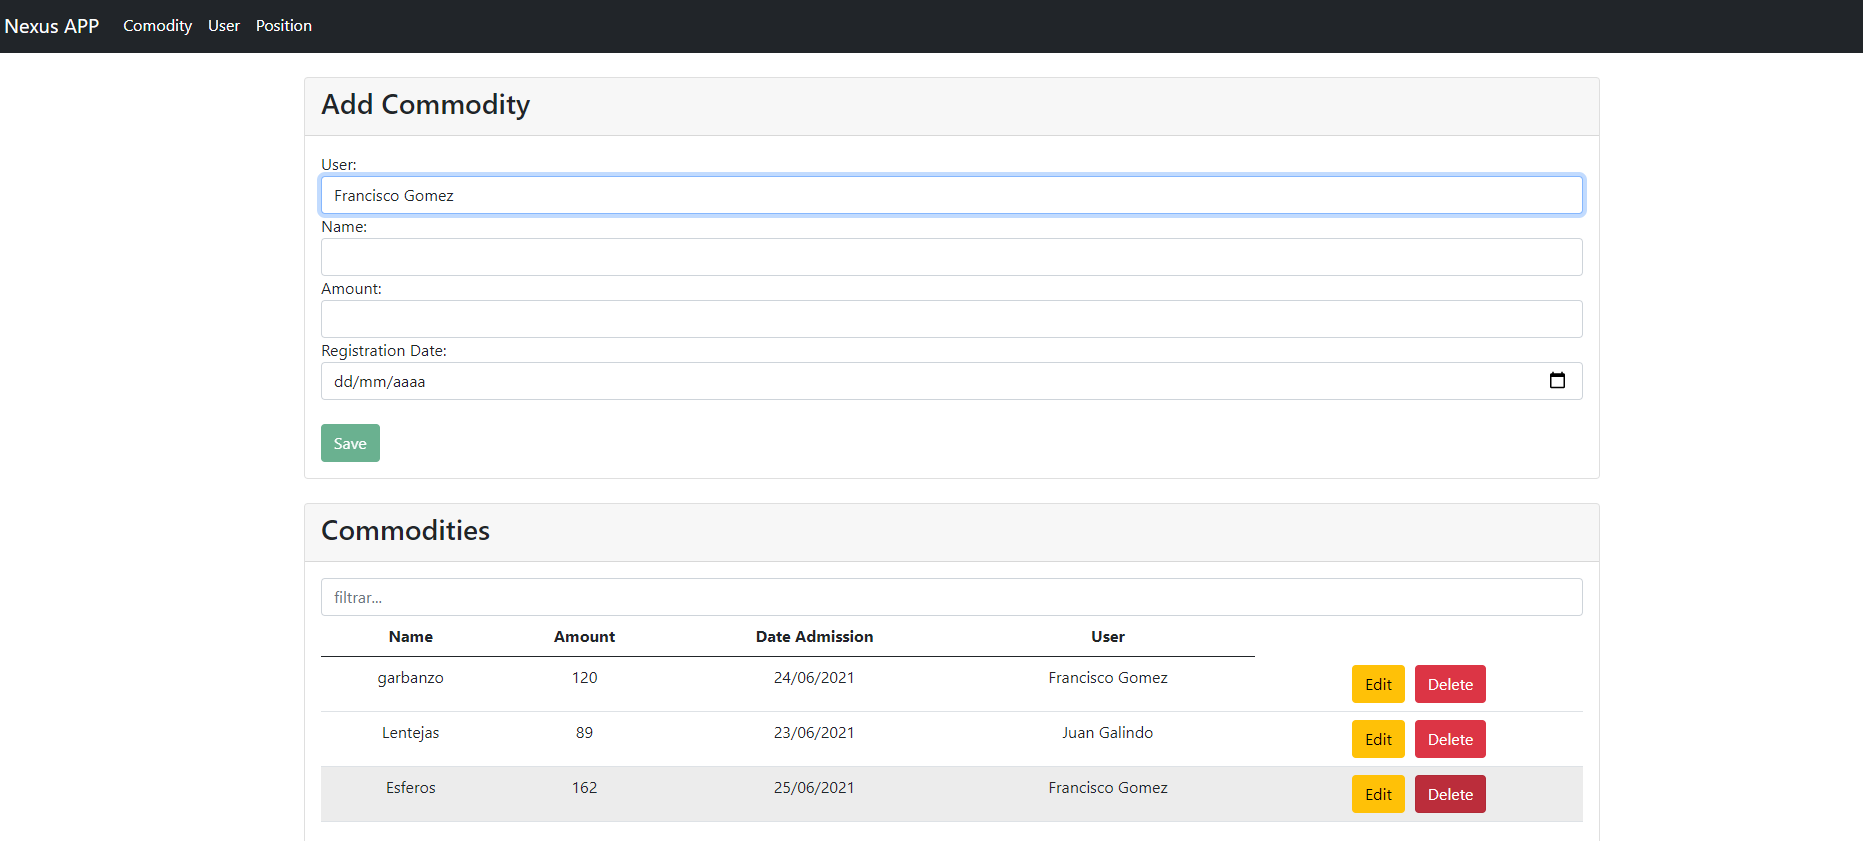 Nexus APP Comodity User Position
Add Commodity
User:
Francisco Gomez
Name:
Amount:
Registration Date:
dd/mm/aaaa
Save
Commodities
filtrar...
Name Amount Date Admission User
garbanzo 120 24/06/2021 Francisco Gomez Edit Delete
Lentejas 89 23/06/2021 Juan Galindo Edit Delete
Esferos 162 25/06/2021 Francisco Gomez Edit Delete